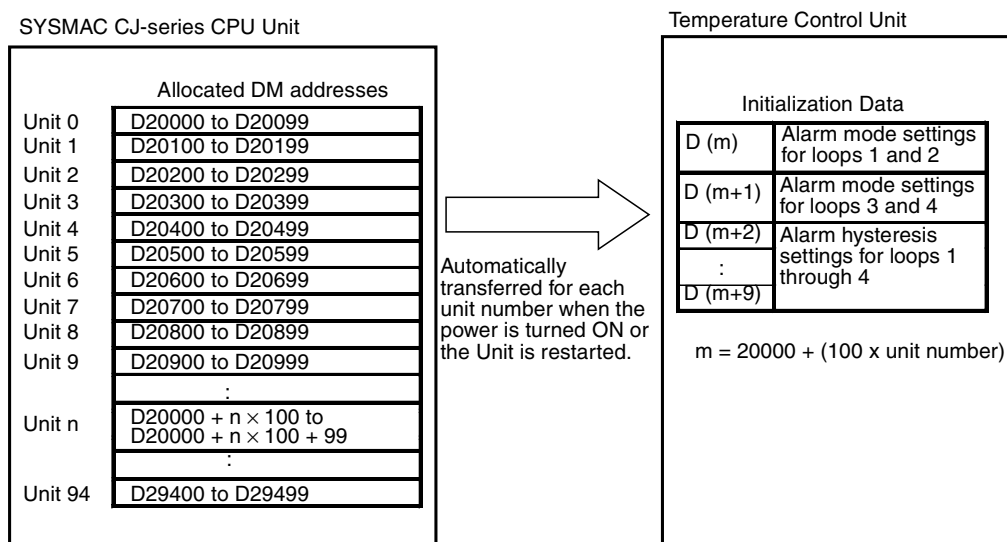 SYSMAC CJ-series CPU Unit
Allocated DM addresses
Unit 0 D20000 to D20099
Unit 1 D20100 to D20199
Unit 2 D20200 to D20299
Unit 3 D20300 to D20399
Unit 4 D20400 to D20499
Unit 5 D20500 to D20599
Unit 6 D20600 to D20699
Unit 7 D20700 to D20799
Unit 8 D20800 to D20899
Unit 9 D20900 to D20999
:
Unit n D20000 + n × 100 to
D20000 + n × 100 + 99
:
Unit 94 D29400 to D29499
Automatically
transferred for each
unit number when the
power is turned ON or
the Unit is restarted.
Temperature Control Unit
Initialization Data
D (m) Alarm mode settings
for loops 1 and 2
D (m+1) Alarm mode settings
for loops 3 and 4
D (m+2) Alarm hysteresis
settings for loops 1
: through 4
D (m+9)
m = 20000 + (100 x unit number)